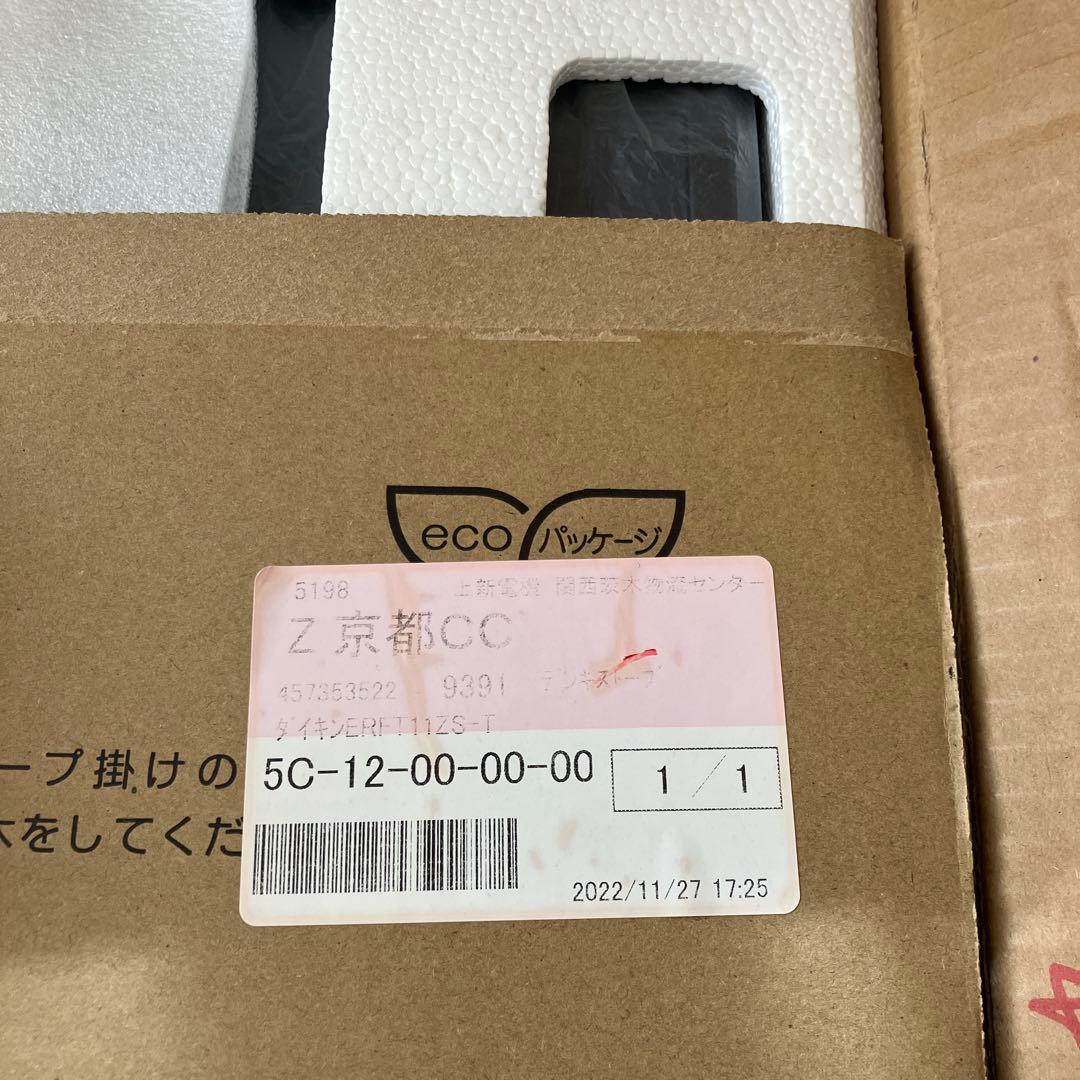 eco パッケージ
5198 上新電機 関西茨木物流センター
Z 京都CC
457353522 9391 デンキストーブ
ダイキンERFT11ZS-T
ープ掛けの
5C-12-00-00-00 1/1
をしてくだ
2022/11/27 17:25